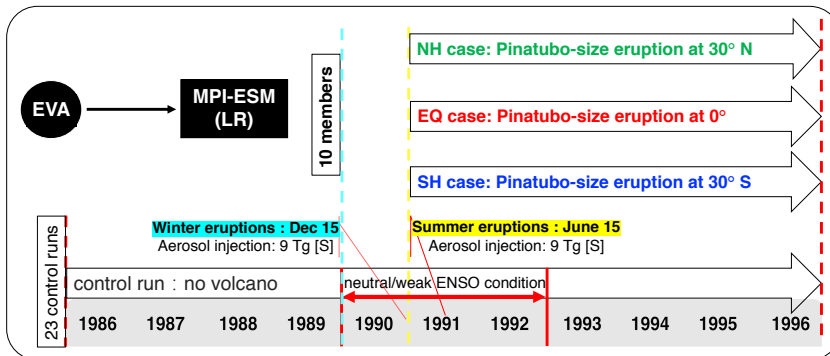 NH case: Pinatubo-size eruption at 30° N
EVA
MPI-ESM
(LR)
10 members
EQ case: Pinatubo-size eruption at 0°
SH case: Pinatubo-size eruption at 30° S
Winter eruptions : Dec 15
Aerosol injection: 9 Tg [S]
Summer eruptions : June 15
Aerosol injection: 9 Tg [S]
23 control runs
control run : no volcano
neutral/weak ENSO condition
1986 1987 1988 1989 1990 1991 1992 1993 1994 1995 1996